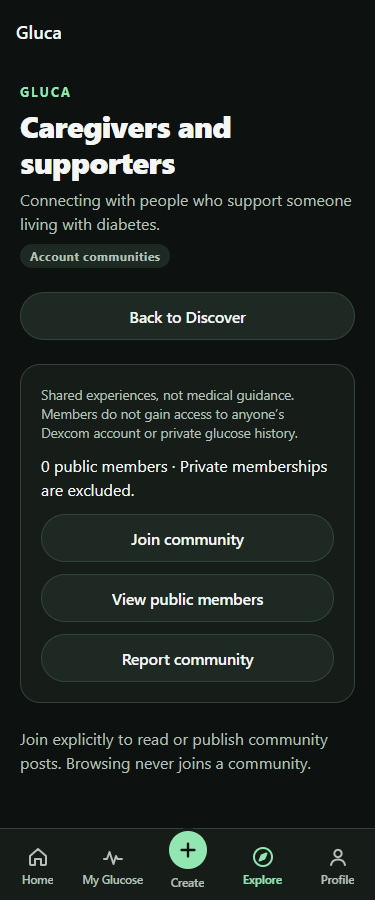 Gluca
GLUCA
Caregivers and
supporters
Connecting with people who support someone
living with diabetes.
Account communities
Back to Discover
Shared experiences, not medical guidance.
Members do not gain access to anyone’s
Dexcom account or private glucose history.
0 public members · Private memberships
are excluded.
Join community
View public members
Report community
Join explicitly to read or publish community
posts. Browsing never joins a community.
Home
My Glucose
Create
Explore
Profile